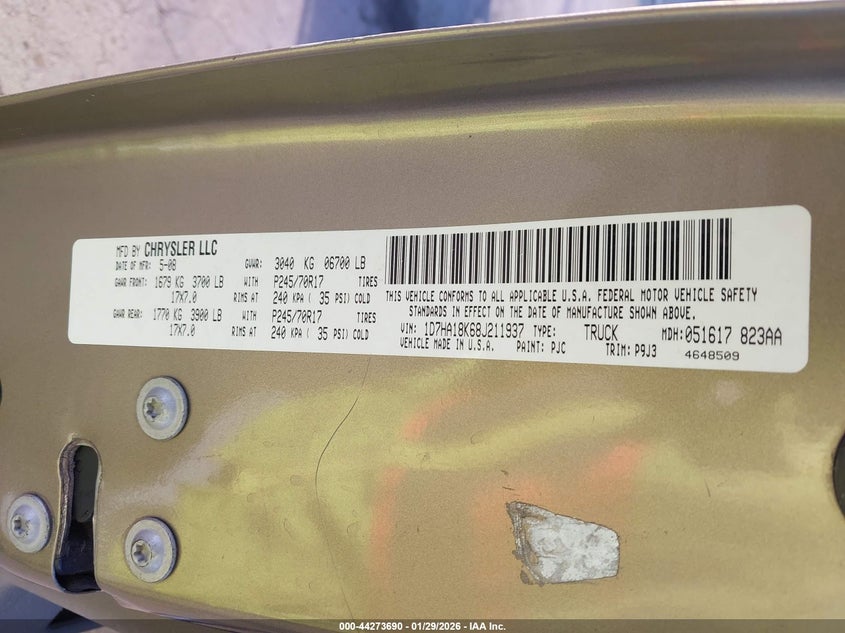 MFD BY CHRYSLER LLC
DATE OF MFR: 5-08 GVWR: 3040 KG 06700 LB
GAWR FRONT: 1679 KG 3700 LB WITH P245/70R17 TIRES
17X7.0 RIMS AT 240 KPA ( 35 PSI) COLD
GAWR REAR: 1770 KG 3900 LB WITH P245/70R17 TIRES
17X7.0 RIMS AT 240 KPA ( 35 PSI) COLD
THIS VEHICLE CONFORMS TO ALL APPLICABLE U.S.A. FEDERAL MOTOR VEHICLE SAFETY
STANDARDS IN EFFECT ON THE DATE OF MANUFACTURE SHOWN ABOVE.
VIN: 1D7HA18K68J211937 TYPE: TRUCK MDH: 051617 823AA
VEHICLE MADE IN U.S.A. PAINT: PJC TRIM: P9J3 4648509
000-44273690 - 01/29/2026 - IAA Inc.